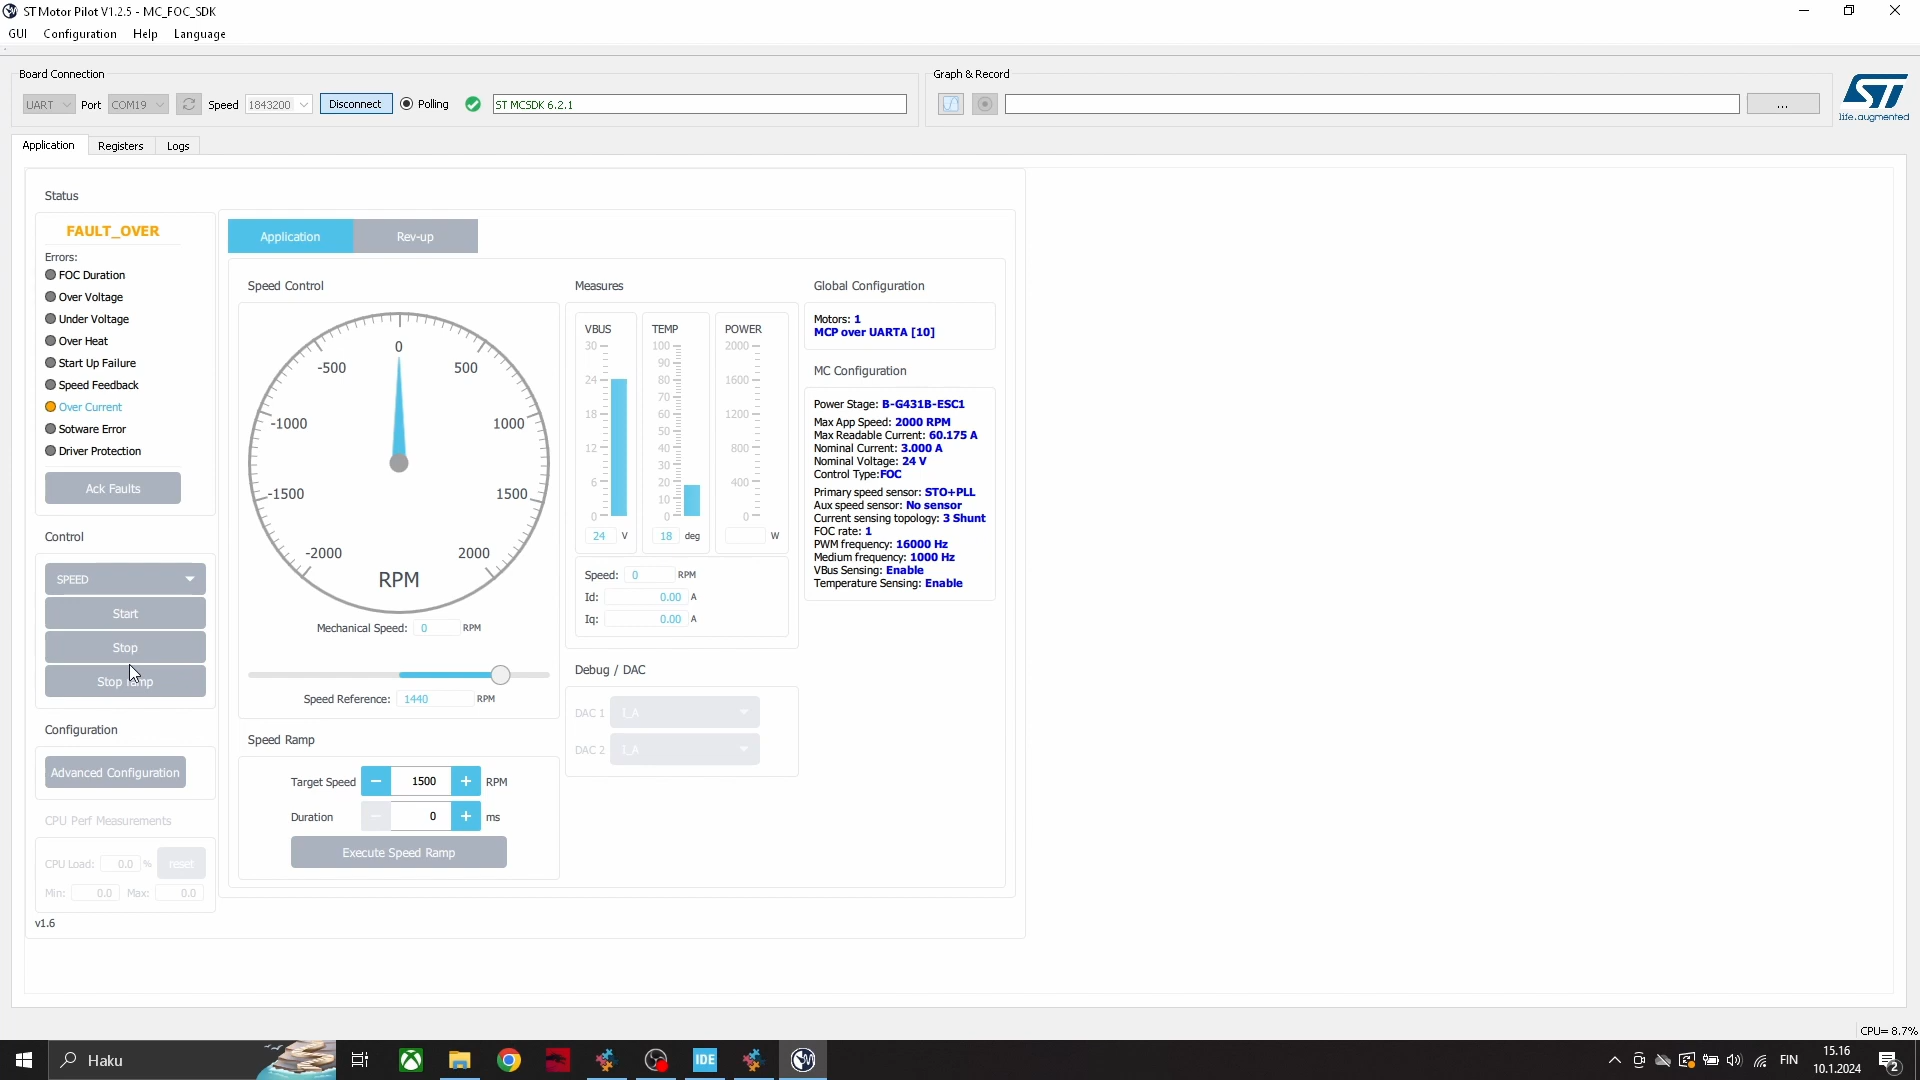 ST Motor Pilot V1.2.5 - MC_FOC_SDK
GUI Configuration Help Language
Board Connection
UART Port COM19 Speed 1843200 Disconnect Polling ST MCSDK 6.2.1
Graph & Record
...
ST
life.augmented
Application Registers Logs
Status
FAULT_OVER
Errors:
FOC Duration
Over Voltage
Under Voltage
Over Heat
Start Up Failure
Speed Feedback
Over Current
Sotware Error
Driver Protection
Ack Faults
Control
SPEED
Start
Stop
Stop ramp
Configuration
Advanced Configuration
CPU Perf Measurements
CPU Load: 0.0 % reset
Min: 0.0 Max: 0.0
v1.6
Application Rev-up
Speed Control
0
-500 500
-1000 1000
-1500 1500
-2000 2000
RPM
Mechanical Speed: 0 RPM
Speed Reference: 1440 RPM
Speed Ramp
Target Speed − 1500 + RPM
Duration − 0 + ms
Execute Speed Ramp
Measures
VBUS
30
24
18
12
6
0
24 V
TEMP
100
90
80
70
60
50
40
30
20
10
0
18 deg
POWER
2000
1600
1200
800
400
0
W
Speed: 0 RPM
Id: 0.00 A
Iq: 0.00 A
Debug / DAC
DAC 1 I_A
DAC 2 I_A
Global Configuration
Motors: 1
MCP over UARTA [10]
MC Configuration
Power Stage: B-G431B-ESC1
Max App Speed: 2000 RPM
Max Readable Current: 60.175 A
Nominal Current: 3.000 A
Nominal Voltage: 24 V
Control Type:FOC
Primary speed sensor: STO+PLL
Aux speed sensor: No sensor
Current sensing topology: 3 Shunt
FOC rate: 1
PWM frequency: 16000 Hz
Medium frequency: 1000 Hz
VBus Sensing: Enable
Temperature Sensing: Enable
CPU= 8.7%
Haku
IDE
FIN
15.16
10.1.2024
2